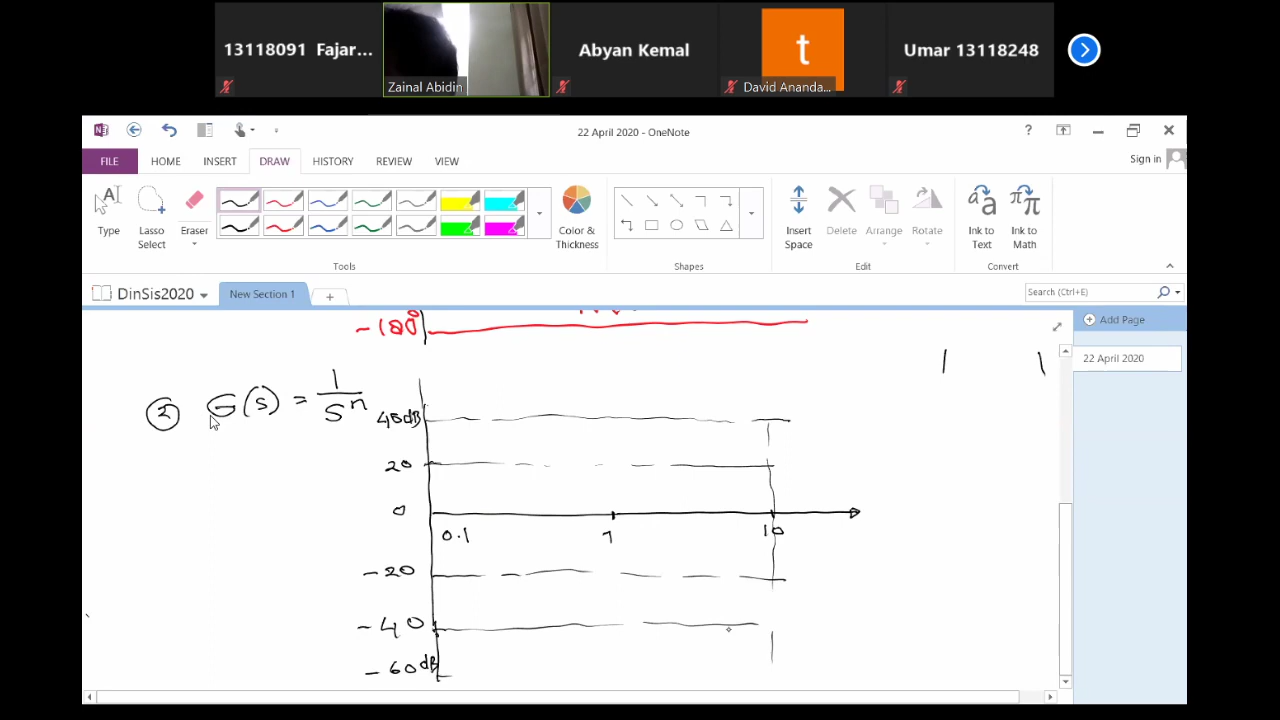 13118091 Fajar...
Zainal Abidin
Abyan Kemal
t
David Ananda...
Umar 13118248
22 April 2020 - OneNote
?
FILE HOME INSERT DRAW HISTORY REVIEW VIEW
Sign in
Type
Lasso Select
Eraser
Color & Thickness
Insert Space
Delete
Arrange
Rotate
Ink to Text
Ink to Math
Tools
Shapes
Edit
Convert
DinSis2020
New Section 1
+
Search (Ctrl+E)
Add Page
22 April 2020
-180°
② G(s) = 1/s^n
40dB
20
0
0.1 1 10
-20
-40
-60dB